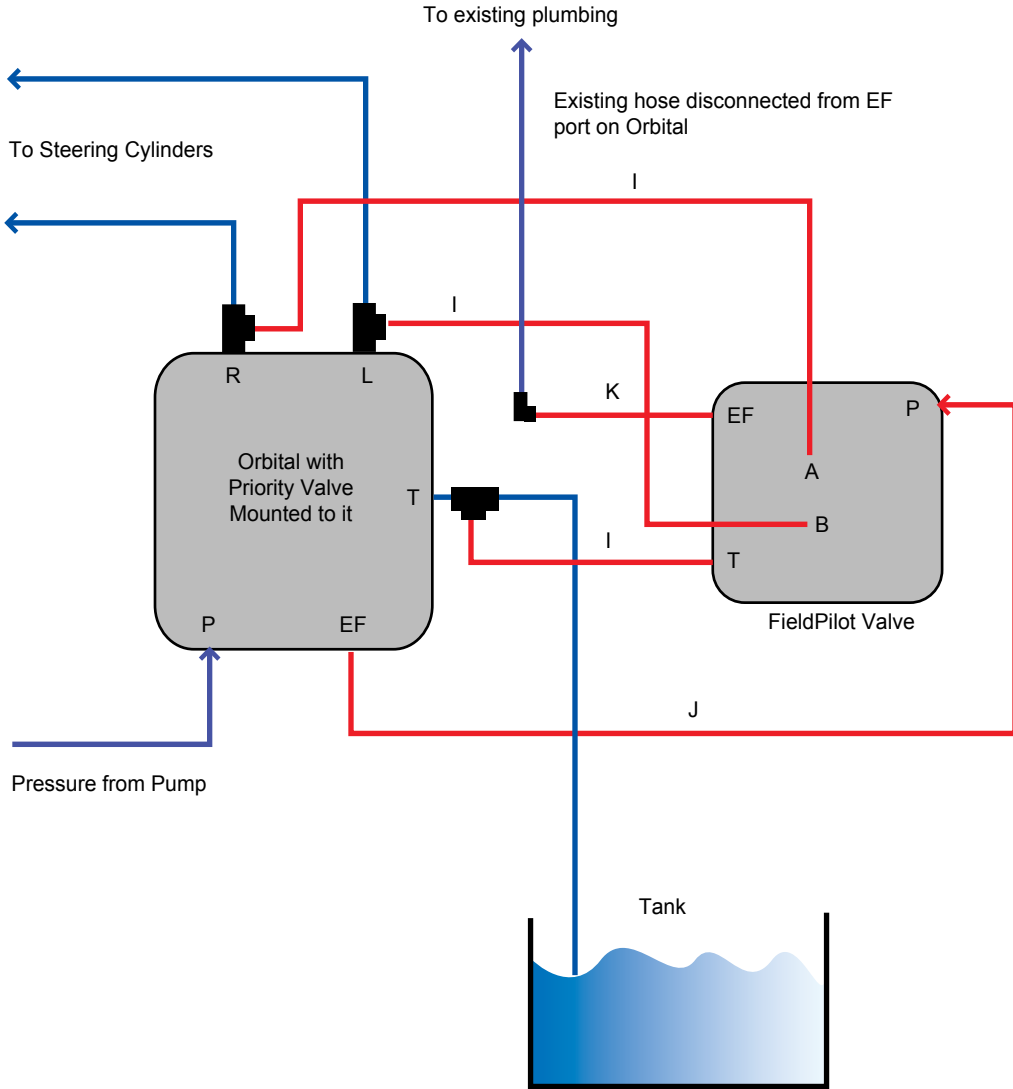 To existing plumbing
Existing hose disconnected from EF
port on Orbital
To Steering Cylinders
I
I
R
L
K
EF
P
Orbital with
Priority Valve
Mounted to it
A
T
B
I
T
P
EF
FieldPilot Valve
J
Pressure from Pump
Tank